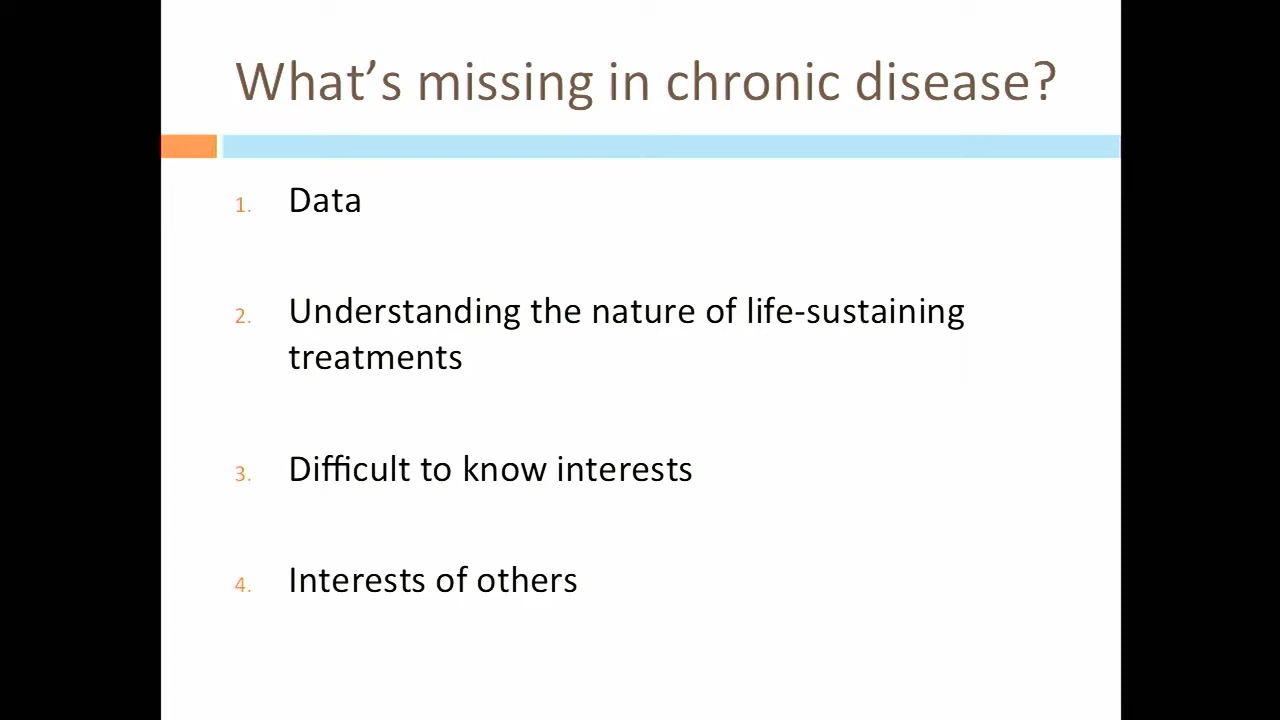 What’s missing in chronic disease?
1. Data
2. Understanding the nature of life-sustaining
treatments
3. Difficult to know interests
4. Interests of others